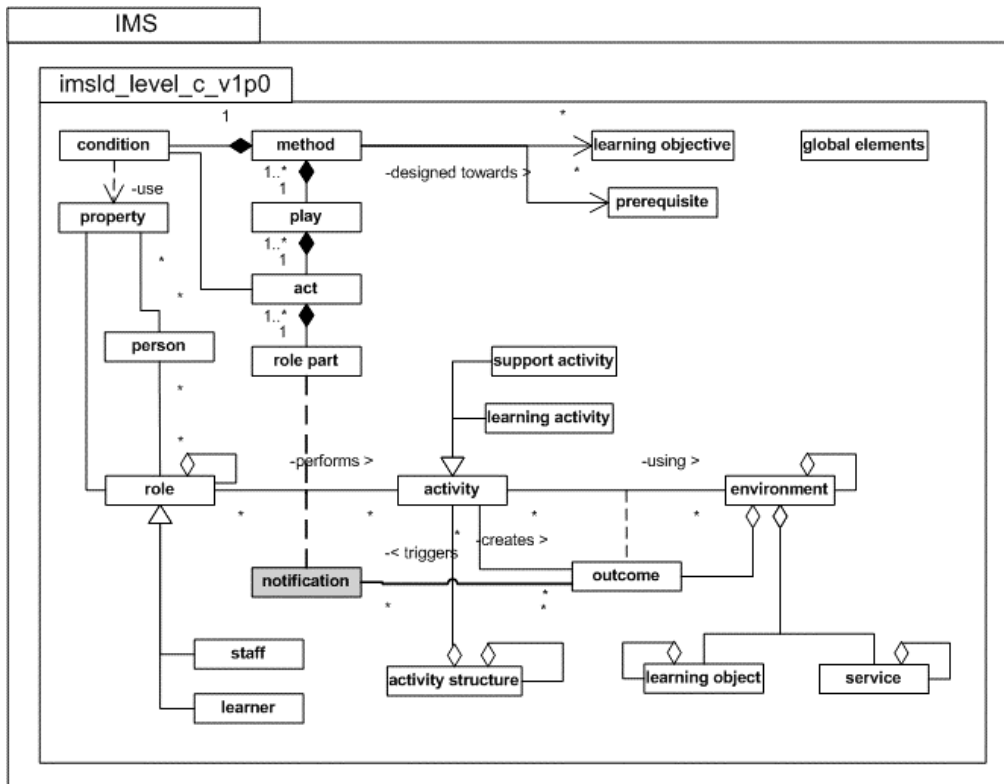 IMS
imsld_level_c_v1p0
1
*
condition
method
learning objective
global elements
1..*
-designed towards >
*
-use
1
prerequisite
property
play
1..*
*
1
act
*
1..*
person
1
role part
support activity
*
learning activity
*
-performs >
-using >
role
activity
environment
*
*
*
*
*
-< triggers
-creates >
notification
outcome
*
*
*
staff
activity structure
learning object
service
learner